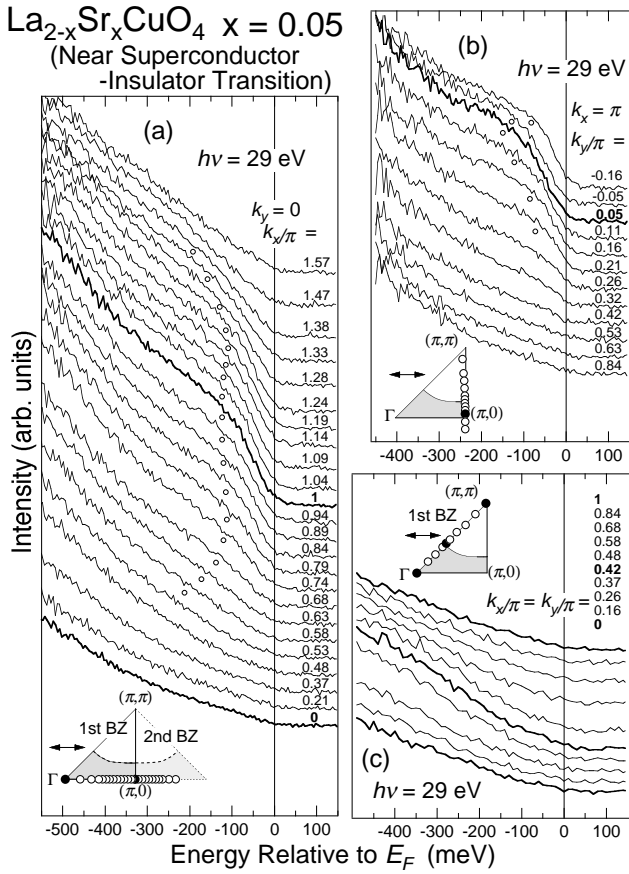 La2-xSrxCuO4 x = 0.05
(Near Superconductor
-Insulator Transition)
(a)
hν = 29 eV
ky = 0
kx/π =
1.57
1.47
1.38
1.33
1.28
1.24
1.19
1.14
1.09
1.04
1
0.94
0.89
0.84
0.79
0.74
0.68
0.63
0.58
0.53
0.48
0.37
0.21
0
(π,π)
1st BZ
2nd BZ
Γ
(π,0)
-500 -400 -300 -200 -100 0 100
Intensity (arb. units)
(b)
hν = 29 eV
kx = π
ky/π =
-0.16
-0.05
0.05
0.11
0.16
0.21
0.26
0.32
0.42
0.53
0.63
0.84
(π,π)
Γ
(π,0)
-400 -300 -200 -100 0 100
(π,π)
1st BZ
Γ
(π,0)
kx/π = ky/π =
1
0.84
0.74
0.68
0.58
0.48
0.42
0.37
0.26
0.16
0
(c)
hν = 29 eV
-400 -300 -200 -100 0 100
Energy Relative to EF (meV)